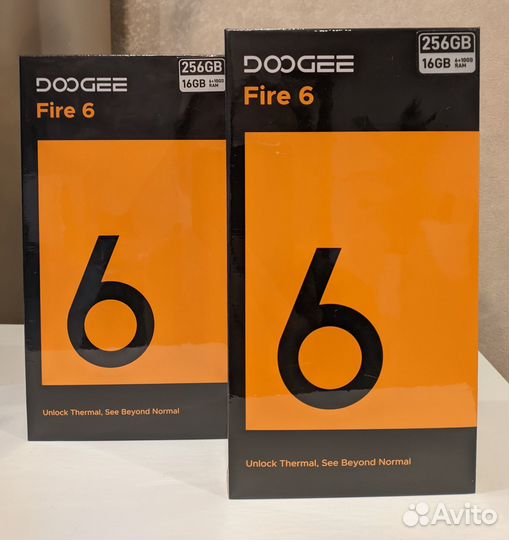 DOOGEE
256GB
16GB 6+10GB RAM
Fire 6
6
Unlock Thermal, See Beyond Normal
DOOGEE
256GB
16GB 6+10GB RAM
Fire 6
6
Unlock Thermal, See Beyond Normal
Avito